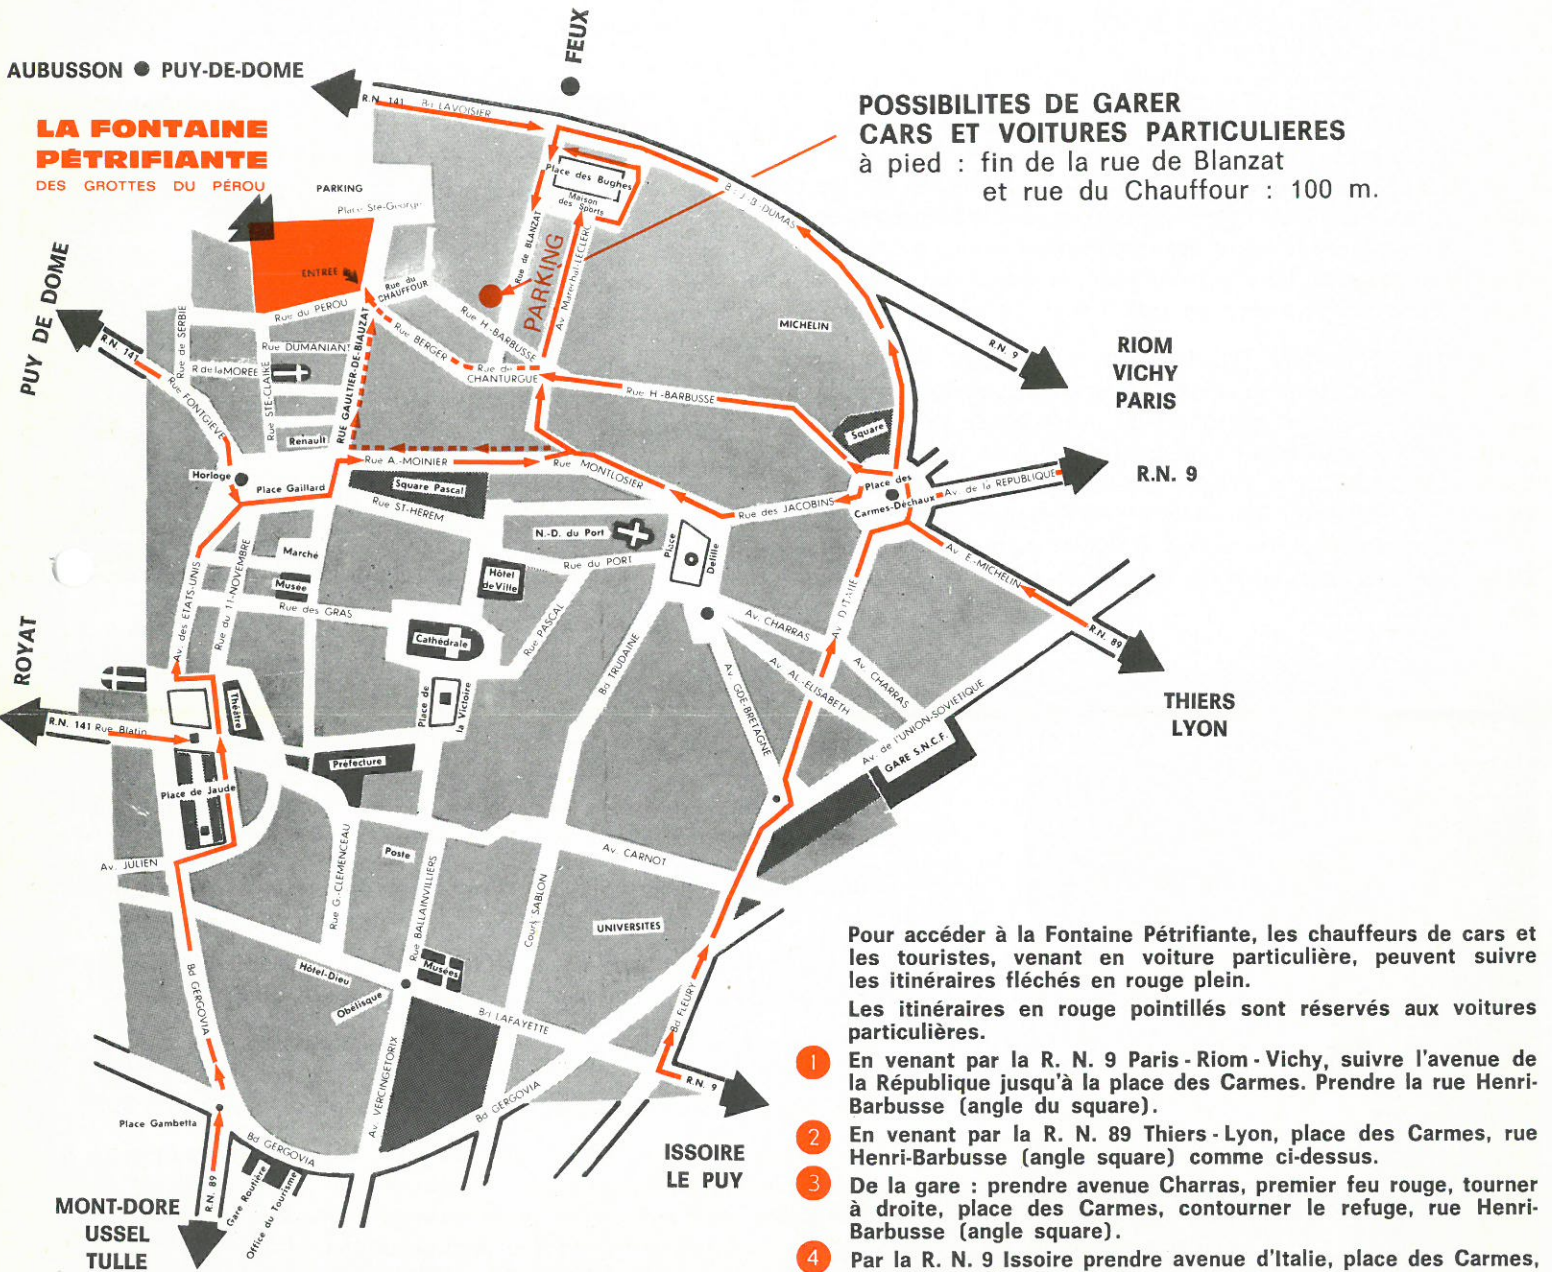 FEUX
AUBUSSON ● PUY-DE-DOME
LA FONTAINE
PÉTRIFIANTE
DES GROTTES DU PÉROU
R.N. 141 Bd LAVOISIER
POSSIBILITES DE GARER
CARS ET VOITURES PARTICULIERES
à pied : fin de la rue de Blanzat
et rue du Chauffour : 100 m.
PARKING
Place Ste-George
Place des Bughes
Maison
des Sports
B. J.-B-DUMAS
Rue de BLANZAT
PARKING
Av. Marechal-LECLERC
ENTREE
Rue du
CHAUFFOUR
Rue du PEROU
PUY DE DOME
R.N. 141
Rue de SERBIE
Rue DUMANIANT
R de la MOREE
Rue STE-CLAIRE
RUE GAULTIER-DE-BIAUZAT
Rue BERGER
Rue H.-BARBUSSE
Rue de
CHANTURGUE
MICHELIN
R.N. 9
RIOM
VICHY
PARIS
Rue FONTGIEVE
Rue H.-BARBUSSE
Square
Renault
Horloge
Place Gaillard
Rue A.-MOINIER
Rue MONTLOSIER
Square Pascal
Rue ST-HEREM
Place des
Carmes-Déchaux
Av. de la REPUBLIQUE
R.N. 9
Rue des JACOBINS
N.-D. du Port
Place
Delille
Rue du PORT
Marché
Musée
Hôtel
de Ville
Rue des GRAS
Av. des ETATS-UNIS
Rue du 11-NOVEMBRE
Rue PASCAL
Cathédrale
Av. E.-MICHELIN
R.N. 89
THIERS
LYON
Av. D'ITALIE
Av. CHARRAS
Av. CHARRAS
Av. AL.-ELISABETH
Av. GDE-BRETAGNE
Bd TRUDAINE
Av. de l'UNION-SOVIETIQUE
GARE S.N.C.F.
ROYAT
R.N. 141 Rue Blatin
Théâtre
Place de
la Victoire
Préfecture
Place de Jaude
Av. JULIEN
Poste
Rue G.-CLEMENCEAU
Rue BALLAINVILLIERS
Cours SABLON
Av. CARNOT
UNIVERSITES
Hôtel-Dieu
Musées
Obélisque
Bd LAFAYETTE
Bd FLEURY
Bd GERGOVIA
Av. VERCINGETORIX
Bd GERGOVIA
R.N. 9
ISSOIRE
LE PUY
Place Gambetta
Bd GERGOVIA
R.N. 89
Gare Routière
Office du Tourisme
MONT-DORE
USSEL
TULLE
Pour accéder à la Fontaine Pétrifiante, les chauffeurs de cars et
les touristes, venant en voiture particulière, peuvent suivre
les itinéraires fléchés en rouge plein.
Les itinéraires en rouge pointillés sont réservés aux voitures
particulières.
1 En venant par la R. N. 9 Paris - Riom - Vichy, suivre l'avenue de
la République jusqu'à la place des Carmes. Prendre la rue Henri-
Barbusse (angle du square).
2 En venant par la R. N. 89 Thiers - Lyon, place des Carmes, rue
Henri-Barbusse (angle square) comme ci-dessus.
3 De la gare : prendre avenue Charras, premier feu rouge, tourner
à droite, place des Carmes, contourner le refuge, rue Henri-
Barbusse (angle square).
4 Par la R. N. 9 Issoire prendre avenue d'Italie, place des Carmes,